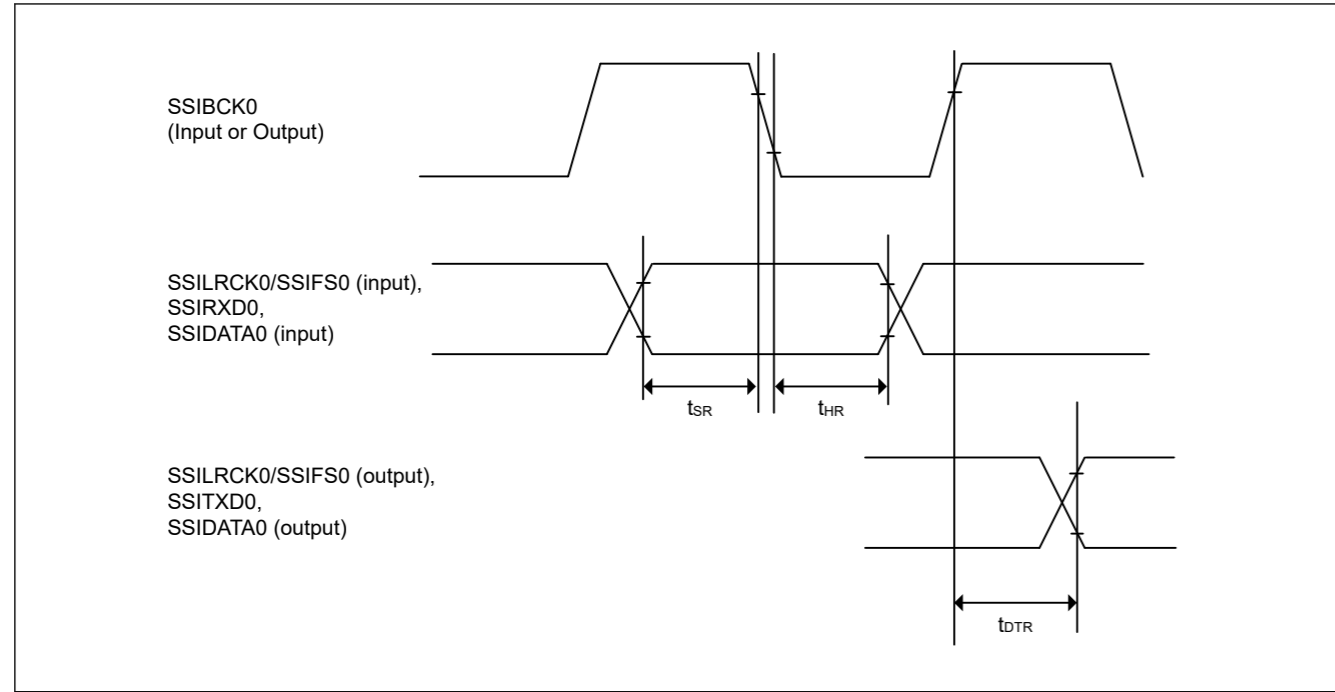 SSIBCK0
(Input or Output)
SSILRCK0/SSIFS0 (input),
SSIRXD0,
SSIDATA0 (input)
tSR
tHR
SSILRCK0/SSIFS0 (output),
SSITXD0,
SSIDATA0 (output)
tDTR